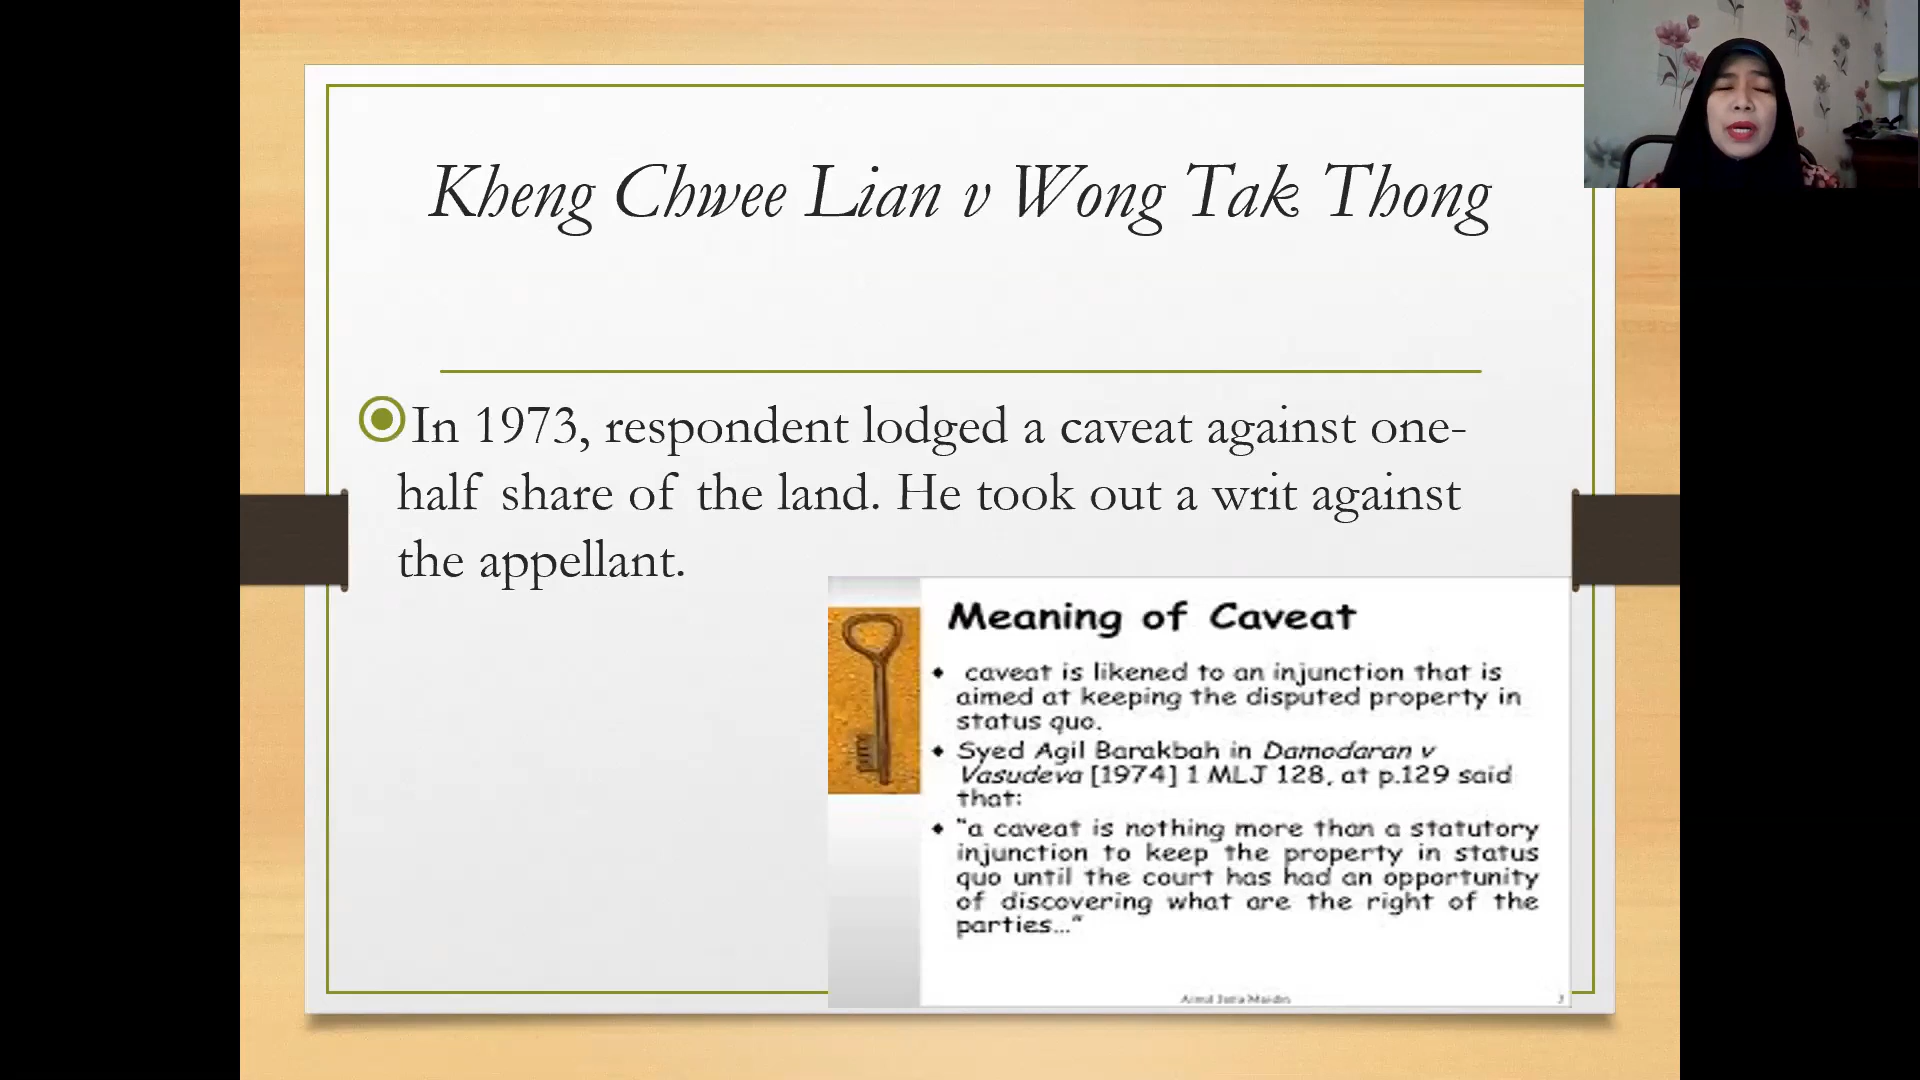 Kheng Chwee Lian v Wong Tak Thong
In 1973, respondent lodged a caveat against one-
half share of the land. He took out a writ against
the appellant.
Meaning of Caveat
caveat is likened to an injunction that is
aimed at keeping the disputed property in
status quo.
Syed Agil Barakbah in Damodaran v
Vasudeva [1974] 1 MLJ 128, at p.129 said
that:
"a caveat is nothing more than a statutory
injunction to keep the property in status
quo until the court has had an opportunity
of discovering what are the right of the
parties..."